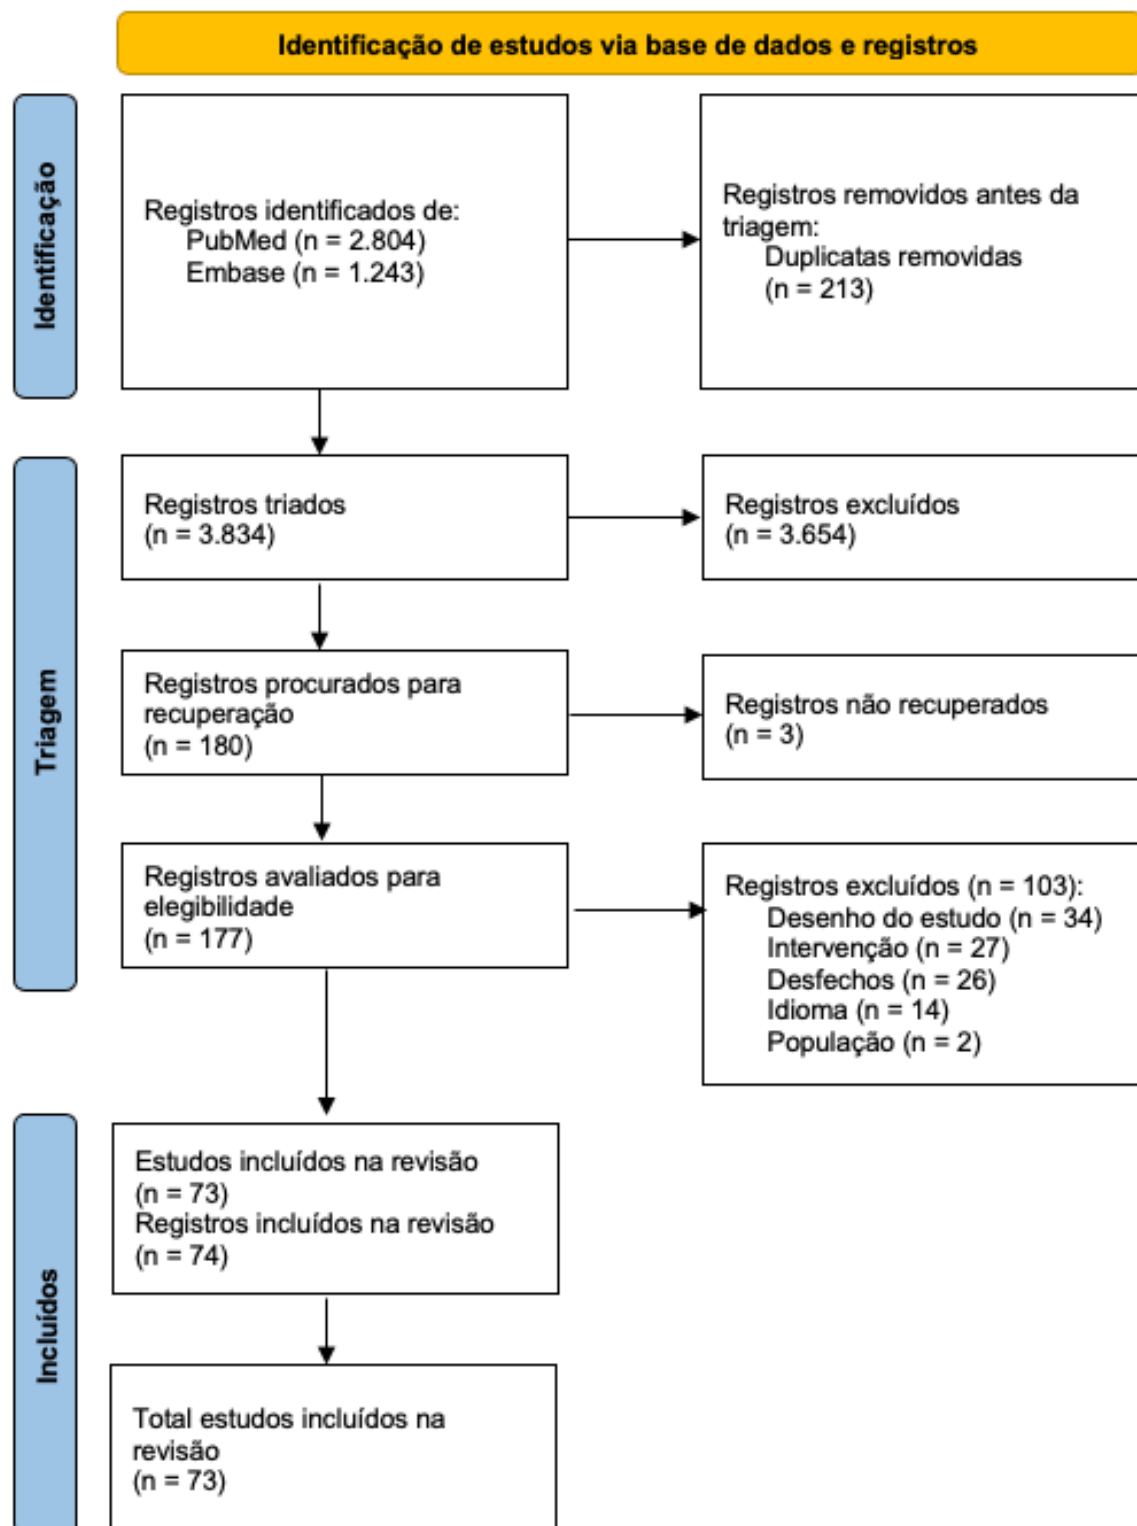 Identificação de estudos via base de dados e registros
Identificação
Registros identificados de:
PubMed (n = 2.804)
Embase (n = 1.243)
Registros removidos antes da
triagem:
Duplicatas removidas
(n = 213)
Triagem
Registros triados
(n = 3.834)
Registros excluídos
(n = 3.654)
Registros procurados para
recuperação
(n = 180)
Registros não recuperados
(n = 3)
Registros avaliados para
elegibilidade
(n = 177)
Registros excluídos (n = 103):
Desenho do estudo (n = 34)
Intervenção (n = 27)
Desfechos (n = 26)
Idioma (n = 14)
População (n = 2)
Incluídos
Estudos incluídos na revisão
(n = 73)
Registros incluídos na revisão
(n = 74)
Total estudos incluídos na
revisão
(n = 73)